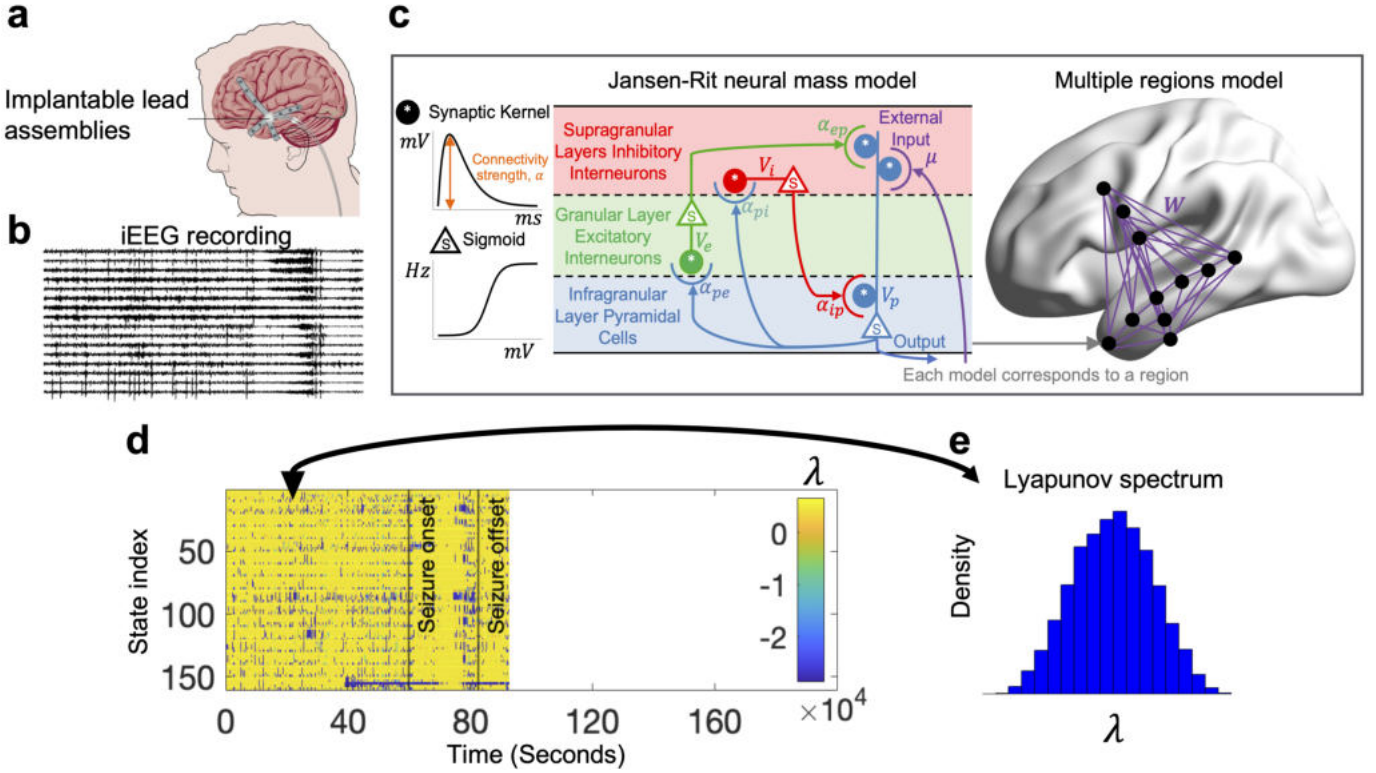 a
Implantable lead
assemblies
b
iEEG recording
c
Jansen-Rit neural mass model
Multiple regions model
* Synaptic Kernel
mV
Connectivity
strength, α
ms
S Sigmoid
Hz
mV
Supragranular
Layers Inhibitory
Interneurons
Granular Layer
Excitatory
Interneurons
Infragranular
Layer Pyramidal
Cells
α_ep
External
Input
μ
* V_i S
α_pi
S
V_e
*
α_pe
α_ip
* V_p
S
Output
*
*
W
Each model corresponds to a region
d
λ
State index
50
100
150
Seizure onset
Seizure offset
0
-1
-2
0 40 80 120 160
×10⁴
Time (Seconds)
e
Lyapunov spectrum
Density
λ